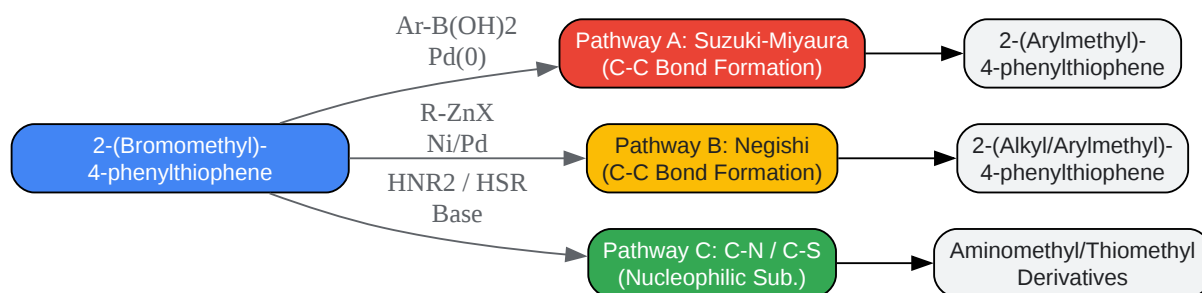 Ar-B(OH)2
Pd(0)
Pathway A: Suzuki-Miyaura
(C-C Bond Formation)
2-(Arylmethyl)-
4-phenylthiophene
2-(Bromomethyl)-
4-phenylthiophene
R-ZnX
Ni/Pd
Pathway B: Negishi
(C-C Bond Formation)
2-(Alkyl/Arylmethyl)-
4-phenylthiophene
HNR2 / HSR
Base
Pathway C: C-N / C-S
(Nucleophilic Sub.)
Aminomethyl/Thiomethyl
Derivatives